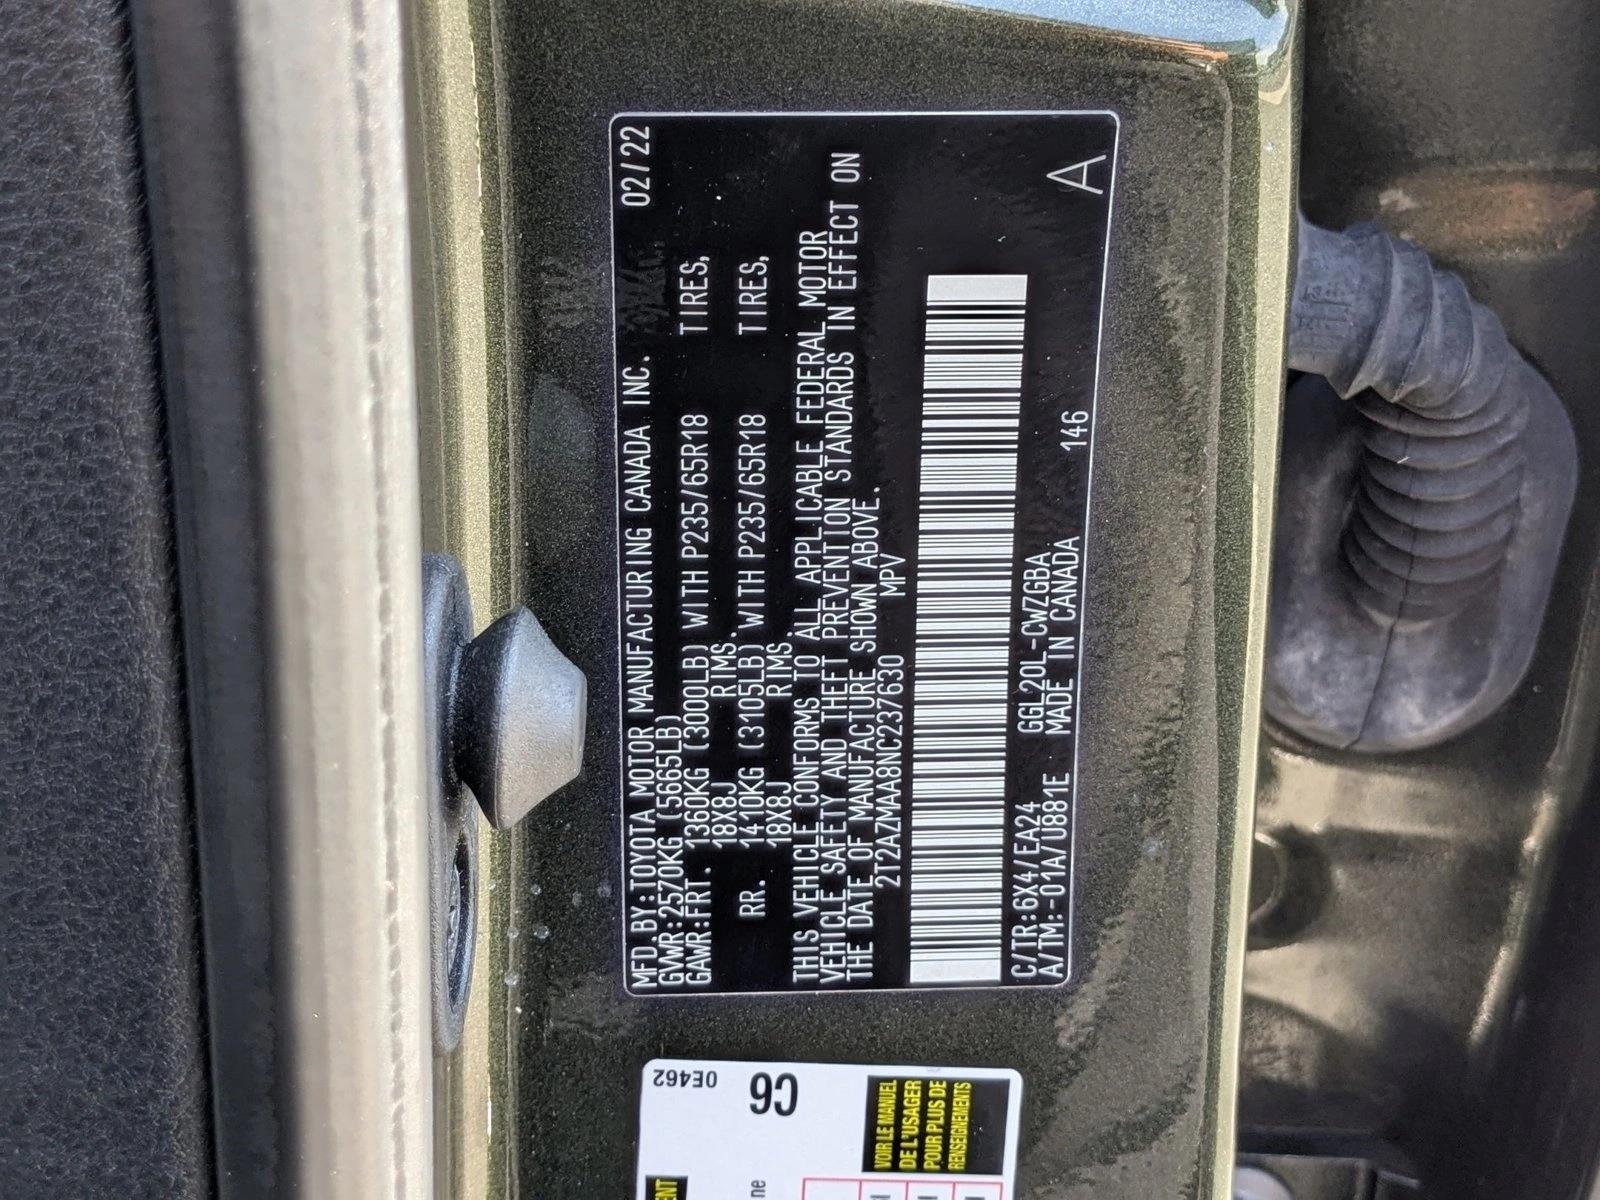 MFD.BY:TOYOTA MOTOR MANUFACTURING CANADA INC. 02/22
GVWR:2570KG (5665LB)
GAWR:FRT. 1360KG (3000LB) WITH P235/65R18 TIRES,
18X8J RIMS.
RR. 1410KG (3105LB) WITH P235/65R18 TIRES,
18X8J RIMS.
THIS VEHICLE CONFORMS TO ALL APPLICABLE FEDERAL MOTOR
VEHICLE SAFETY AND THEFT PREVENTION STANDARDS IN EFFECT ON
THE DATE OF MANUFACTURE SHOWN ABOVE.
2T2AZMAA8NC237630 MPV
C/TR:6X4/EA24 GGL20L-CWZGBA
A/TM:-01A/U881E MADE IN CANADA 146
A
0E462
C6
VOIR LE MANUEL
DE L'USAGER
POUR PLUS DE
RENSEIGNEMENTS